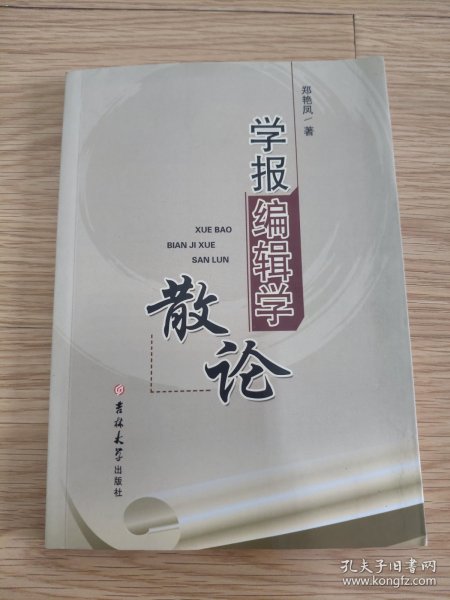 郑艳凤/著
学报编辑学
XUE BAO
BIAN JI XUE
SAN LUN
散论
吉林大学出版社
孔夫子旧书网
www.kongfz.com